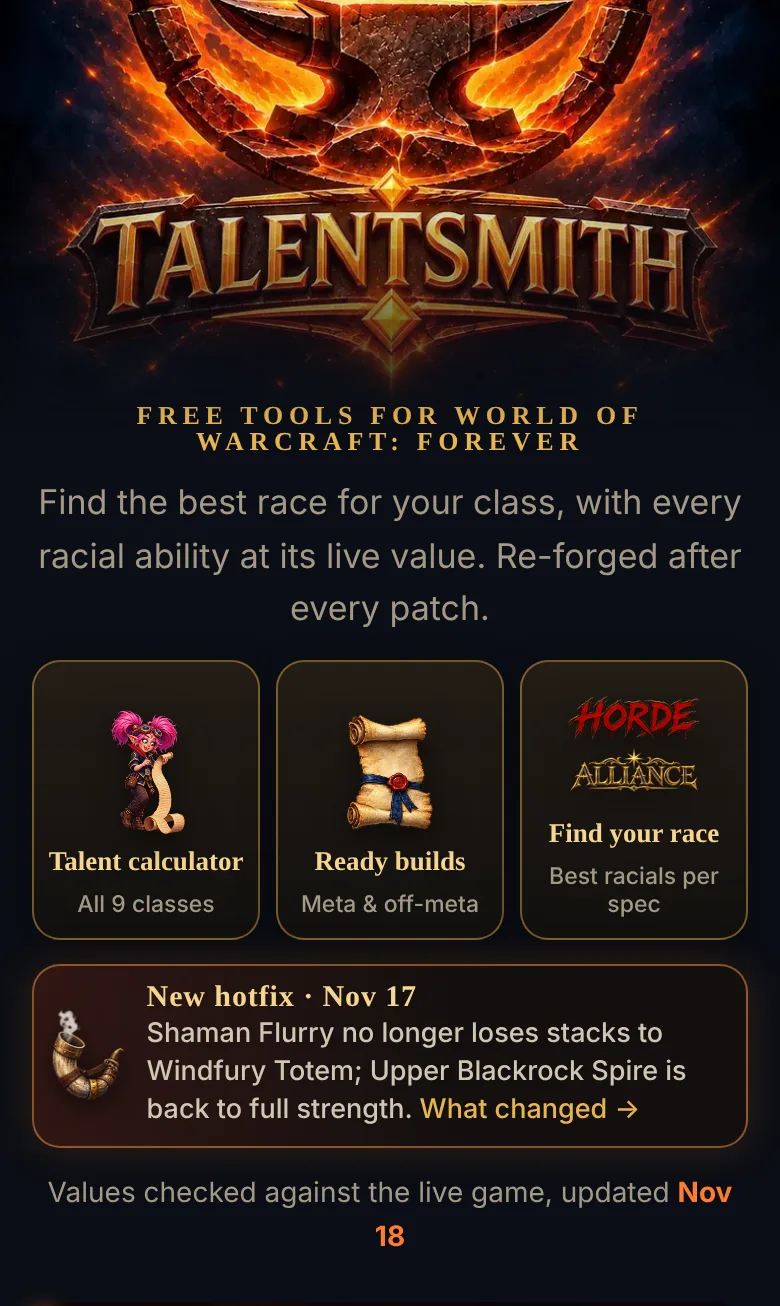 TALENTSMITH
FREE TOOLS FOR WORLD OF
WARCRAFT: FOREVER
Find the best race for your class, with every
racial ability at its live value. Re-forged after
every patch.
Talent calculator
All 9 classes
Ready builds
Meta & off-meta
HORDE
ALLIANCE
Find your race
Best racials per
spec
New hotfix · Nov 17
Shaman Flurry no longer loses stacks to
Windfury Totem; Upper Blackrock Spire is
back to full strength. What changed →
Values checked against the live game, updated Nov
18